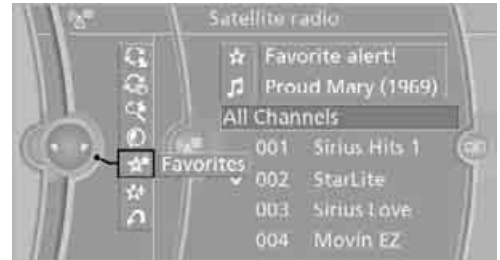 Satellite radio
Favorite alert!
Proud Mary (1969)
All Channels
001 Sirius Hits 1
Favorites
002 StarLite
003 Sirius Love
004 Movin EZ